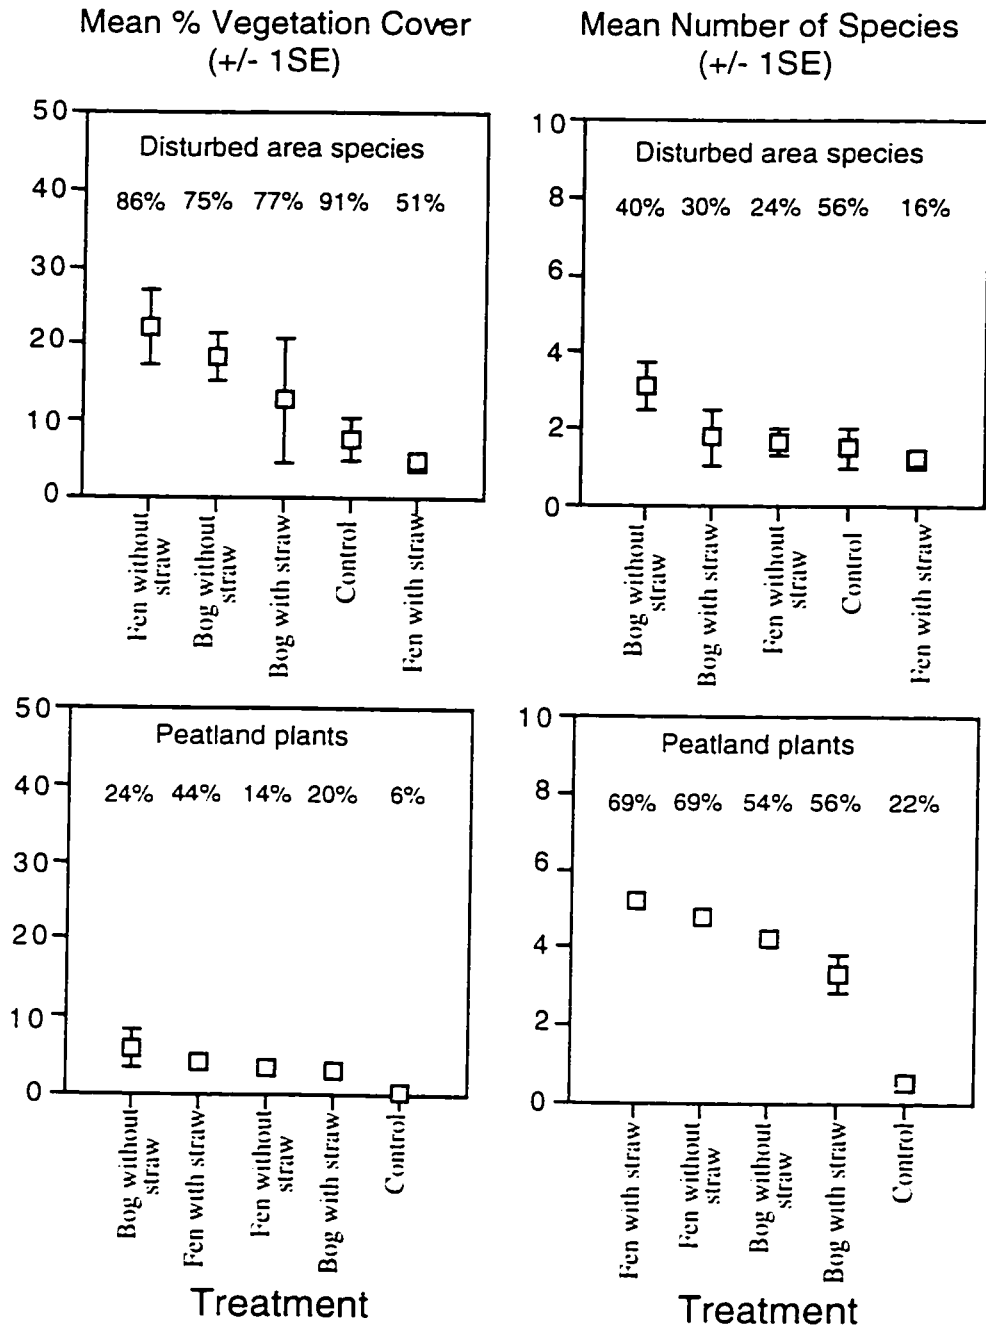 Mean % Vegetation Cover
(+/- 1SE)
50
40
30
20
10
0
Disturbed area species
86% 75% 77% 91% 51%
Fen without
straw
Bog without
straw
Bog with straw
Control
Fen with straw
Mean Number of Species
(+/- 1SE)
10
8
6
4
2
0
Disturbed area species
40% 30% 24% 56% 16%
Bog without
straw
Bog with straw
Fen without
straw
Control
Fen with straw
50
40
30
20
10
0
Peatland plants
24% 44% 14% 20% 6%
Bog without
straw
Fen with straw
Fen without
straw
Bog with straw
Control
Treatment
10
8
6
4
2
0
Peatland plants
69% 69% 54% 56% 22%
Fen with straw
Fen without
straw
Bog without
straw
Bog with straw
Control
Treatment